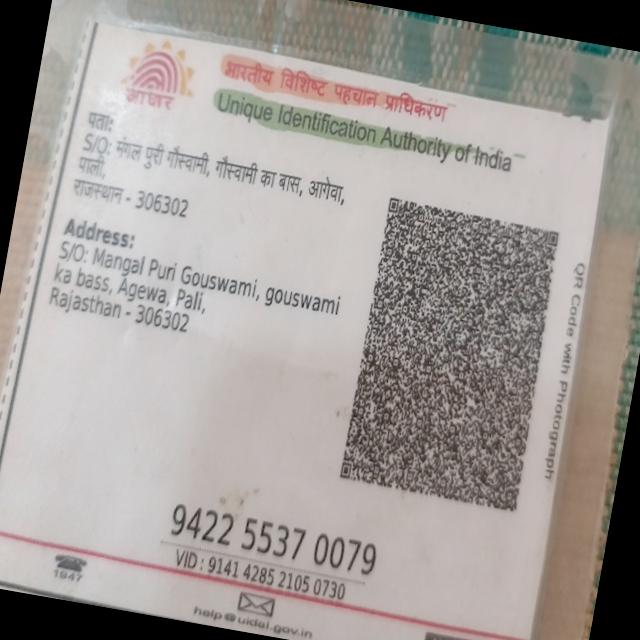 आधार
भारतीय विशिष्ट पहचान प्राधिकरण
Unique Identification Authority of India
पता:
S/O: मंगल पुरी गौस्वामी, गौस्वामी का बास, आगेवा,
पाली,
राजस्थान - 306302
Address:
S/O: Mangal Puri Gouswami, gouswami
ka bass, Agewa, Pali,
Rajasthan - 306302
QR Code with Photograph
9422 5537 0079
VID : 9141 4285 2105 0730
1947
help@uidai.gov.in